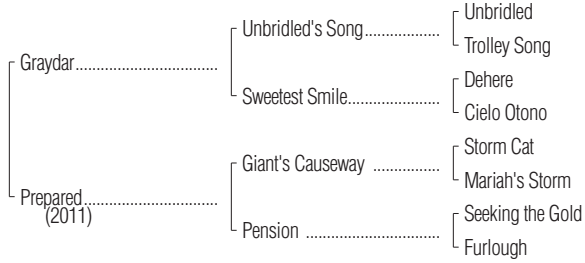 Unbridled
Unbridled's Song..................
Trolley Song
Graydar.................................
Dehere
Sweetest Smile......................
Cielo Otono
Storm Cat
Giant's Causeway ................
Mariah's Storm
Prepared...............................
(2011)
Seeking the Gold
Pension ................................
Furlough